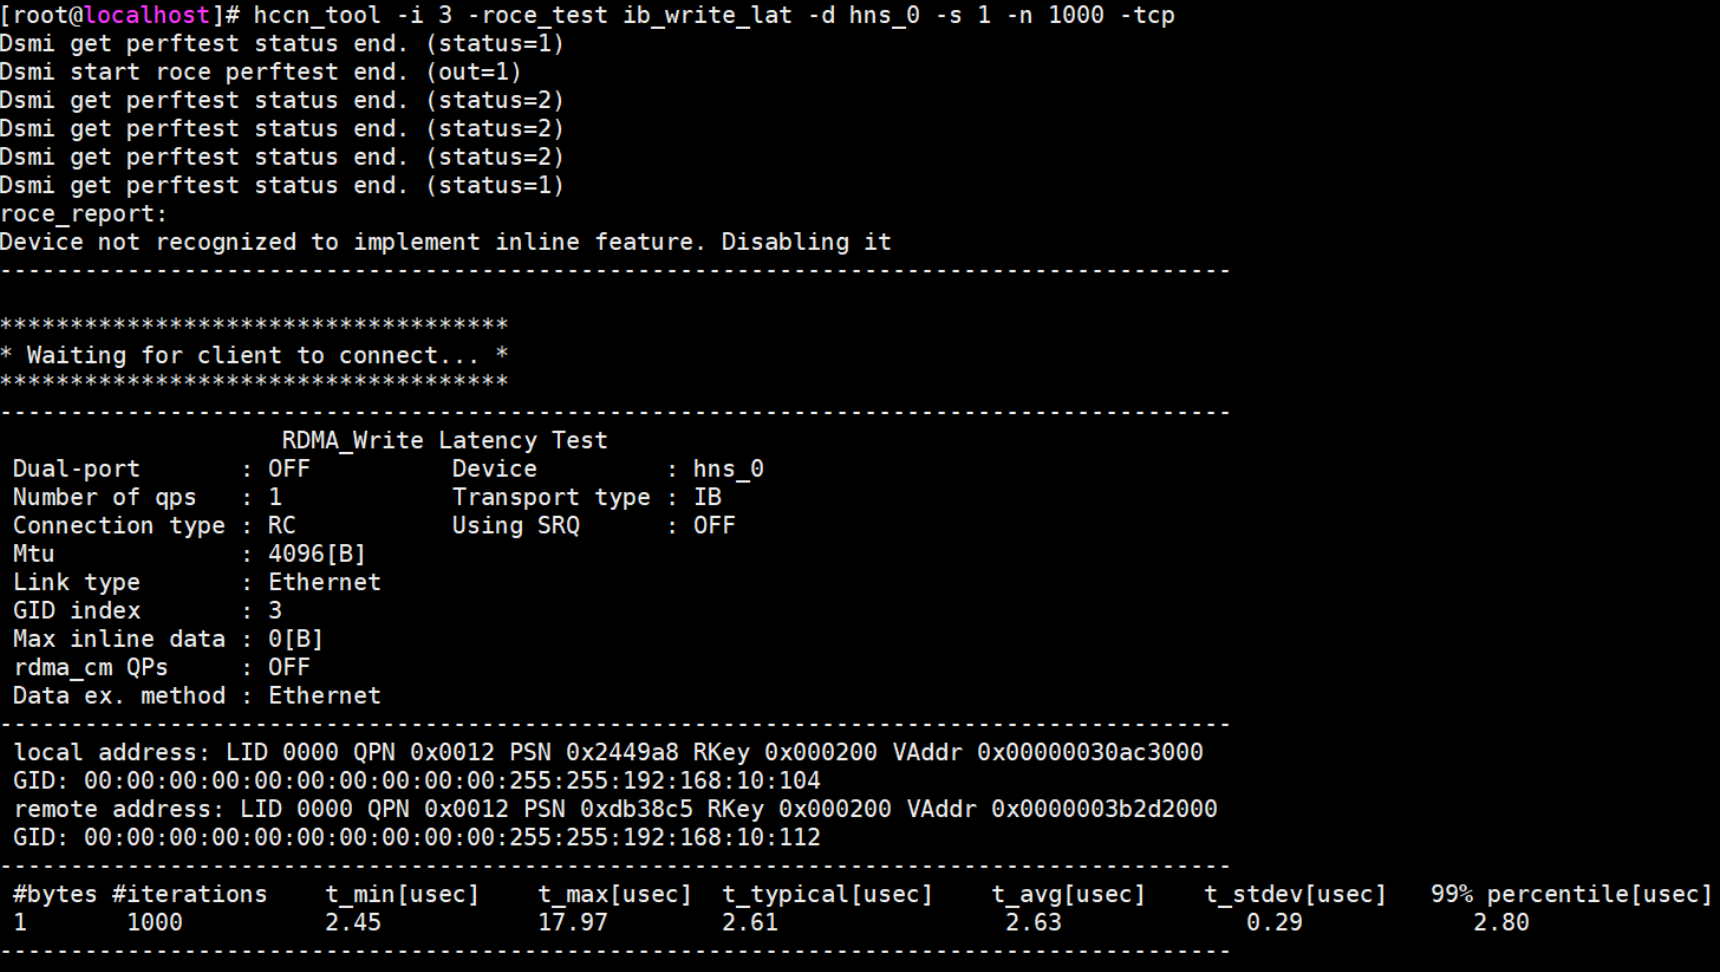 [root@localhost]# hccn_tool -i 3 -roce_test ib_write_lat -d hns_0 -s 1 -n 1000 -tcp
Dsmi get perftest status end. (status=1)
Dsmi start roce perftest end. (out=1)
Dsmi get perftest status end. (status=2)
Dsmi get perftest status end. (status=2)
Dsmi get perftest status end. (status=2)
Dsmi get perftest status end. (status=1)
roce_report:
Device not recognized to implement inline feature. Disabling it
---------------------------------------------------------------------------------------
************************************
* Waiting for client to connect... *
************************************
---------------------------------------------------------------------------------------
                    RDMA_Write Latency Test
 Dual-port       : OFF          Device         : hns_0
 Number of qps   : 1            Transport type : IB
 Connection type : RC           Using SRQ      : OFF
 Mtu             : 4096[B]
 Link type       : Ethernet
 GID index       : 3
 Max inline data : 0[B]
 rdma_cm QPs     : OFF
 Data ex. method : Ethernet
---------------------------------------------------------------------------------------
 local address: LID 0000 QPN 0x0012 PSN 0x2449a8 RKey 0x000200 VAddr 0x00000030ac3000
 GID: 00:00:00:00:00:00:00:00:00:00:255:255:192:168:10:104
 remote address: LID 0000 QPN 0x0012 PSN 0xdb38c5 RKey 0x000200 VAddr 0x0000003b2d2000
 GID: 00:00:00:00:00:00:00:00:00:00:255:255:192:168:10:112
---------------------------------------------------------------------------------------
 #bytes #iterations    t_min[usec]    t_max[usec]  t_typical[usec]    t_avg[usec]    t_stdev[usec]   99% percentile[usec]
 1       1000          2.45           17.97        2.61                2.63             0.29            2.80
---------------------------------------------------------------------------------------